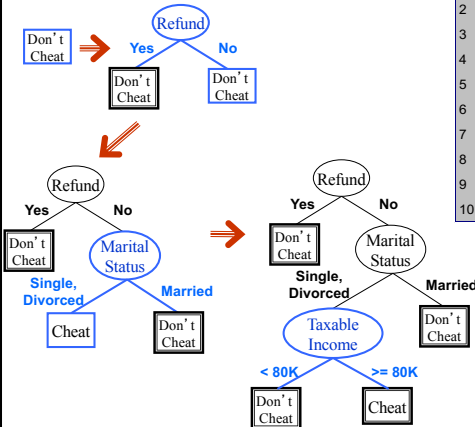 Don't
Cheat
Refund
Yes
No
Don't
Cheat
Don't
Cheat
Refund
Yes
No
Don't
Cheat
Marital
Status
Single,
Divorced
Married
Cheat
Don't
Cheat
Refund
Yes
No
Don't
Cheat
Marital
Status
Single,
Divorced
Married
Taxable
Income
Don't
Cheat
< 80K
>= 80K
Don't
Cheat
Cheat
2
3
4
5
6
7
8
9
10